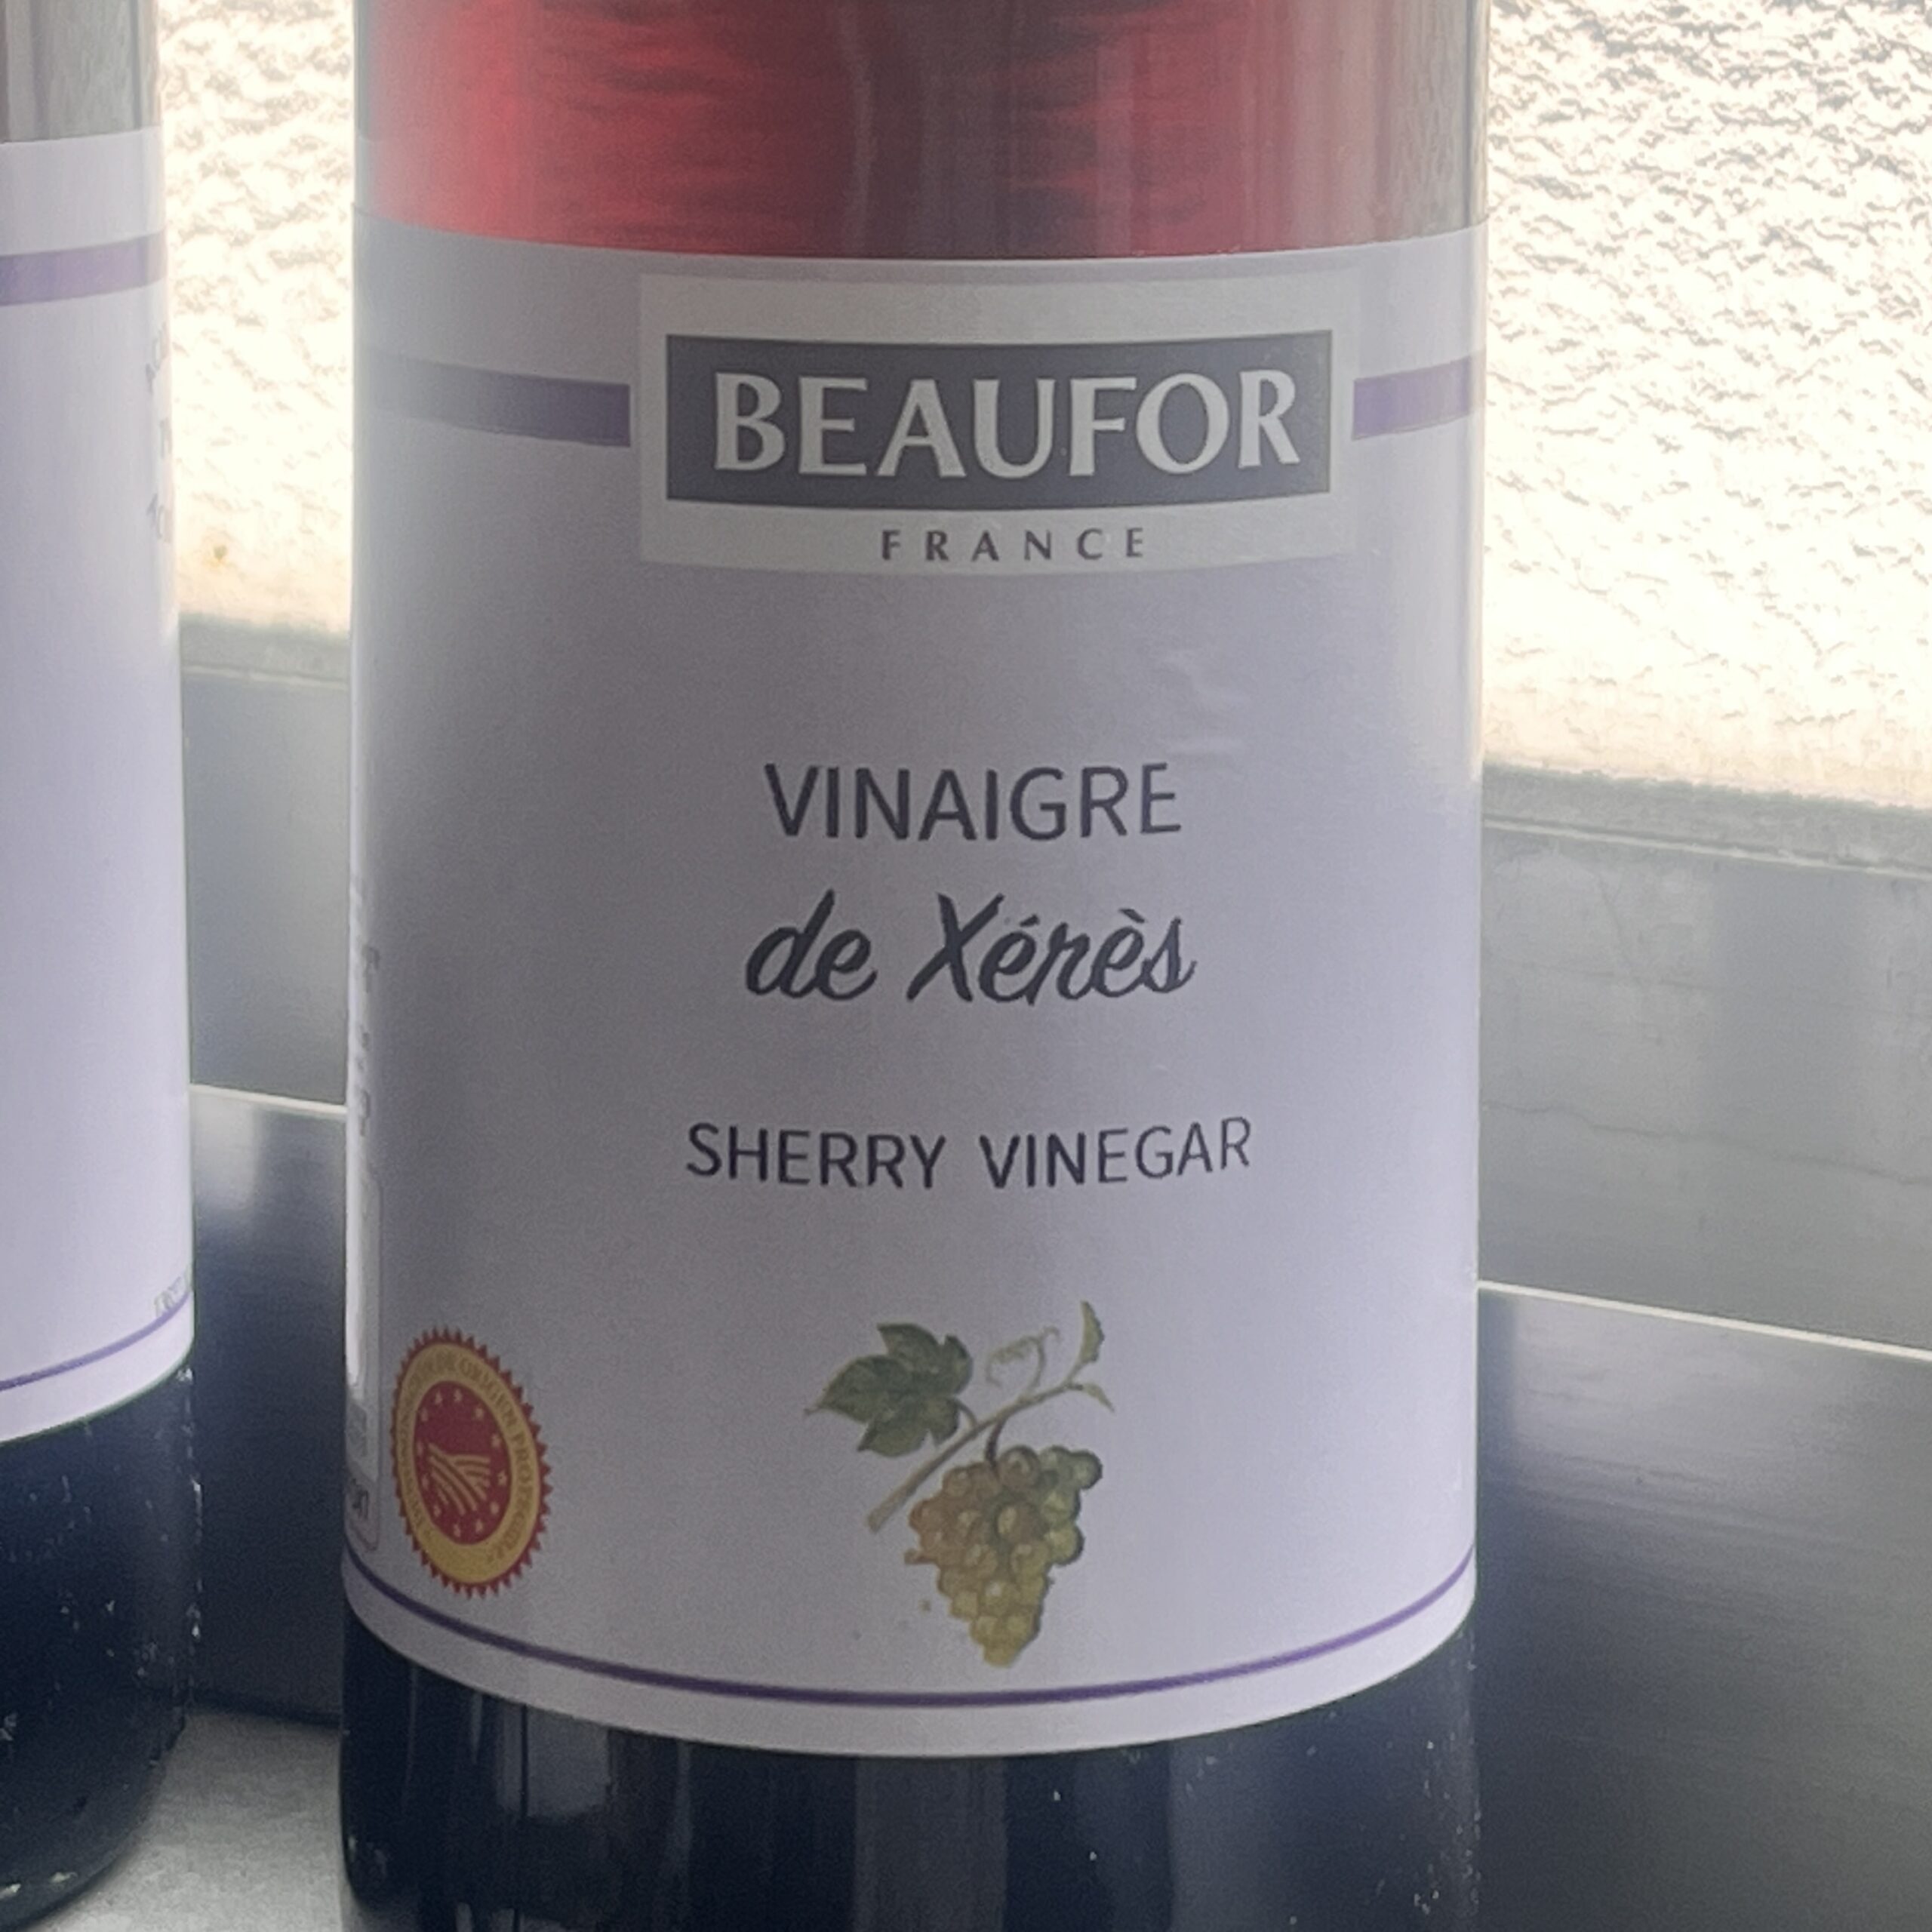 BEAUFOR
FRANCE
VINAIGRE
de Xérès
SHERRY VINEGAR